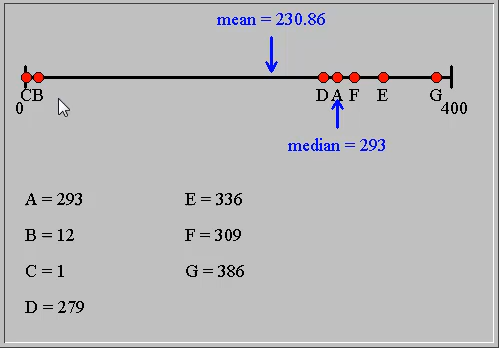 mean = 230.86
C B D A F E G
0 400
median = 293
A = 293 E = 336
B = 12 F = 309
C = 1 G = 386
D = 279